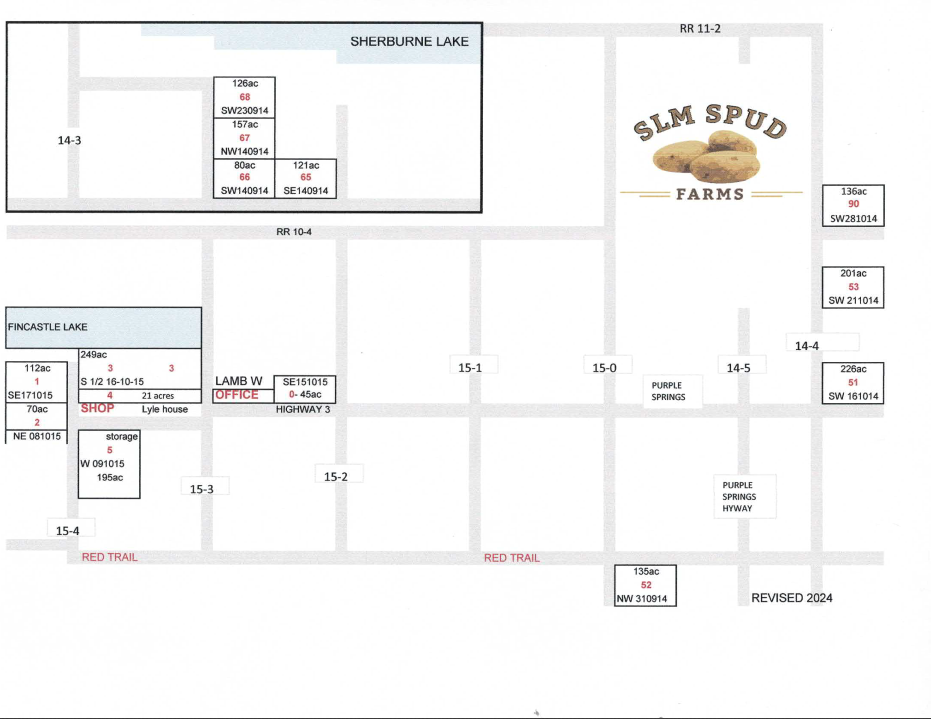 RR 11-2
SHERBURNE LAKE
126ac
68
SW230914
157ac
67
NW140914
80ac
66
SW140914
121ac
65
SE140914
14-3
SLM SPUD
FARMS
136ac
90
SW281014
RR 10-4
201ac
53
SW 211014
FINCASTLE LAKE
14-4
249ac
3 3
S 1/2 16-10-15
4 21 acres
SHOP Lyle house
112ac
1
SE171015
70ac
2
NE 081015
LAMB W
OFFICE
SE151015
0- 45ac
HIGHWAY 3
15-1
15-0
14-5
PURPLE
SPRINGS
226ac
51
SW 161014
storage
5
W 091015
195ac
15-3
15-2
PURPLE
SPRINGS
HYWAY
15-4
RED TRAIL
RED TRAIL
135ac
52
NW 310914
REVISED 2024